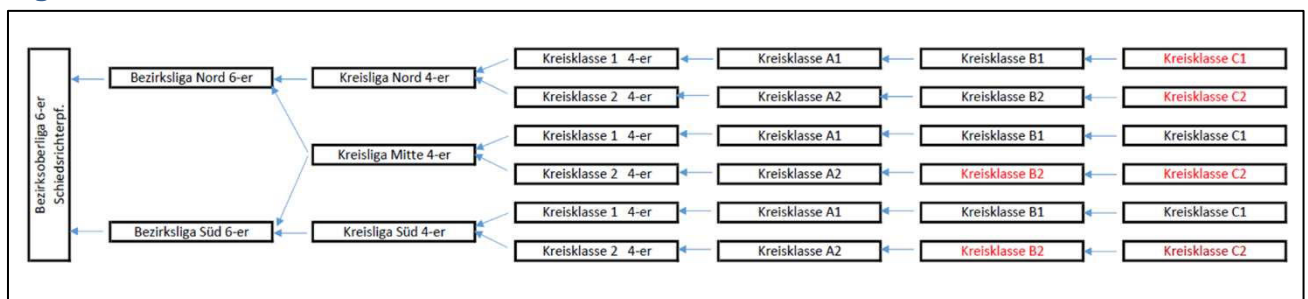 Bezirksoberliga 6-er
Schiedsrichterpf.
Bezirksliga Nord 6-er
Bezirksliga Süd 6-er
Kreisliga Nord 4-er
Kreisliga Mitte 4-er
Kreisliga Süd 4-er
Kreisklasse 1 4-er
Kreisklasse A1
Kreisklasse B1
Kreisklasse C1
Kreisklasse 2 4-er
Kreisklasse A2
Kreisklasse B2
Kreisklasse C2
Kreisklasse 1 4-er
Kreisklasse A1
Kreisklasse B1
Kreisklasse C1
Kreisklasse 2 4-er
Kreisklasse A2
Kreisklasse B2
Kreisklasse C2
Kreisklasse 1 4-er
Kreisklasse A1
Kreisklasse B1
Kreisklasse C1
Kreisklasse 2 4-er
Kreisklasse A2
Kreisklasse B2
Kreisklasse C2